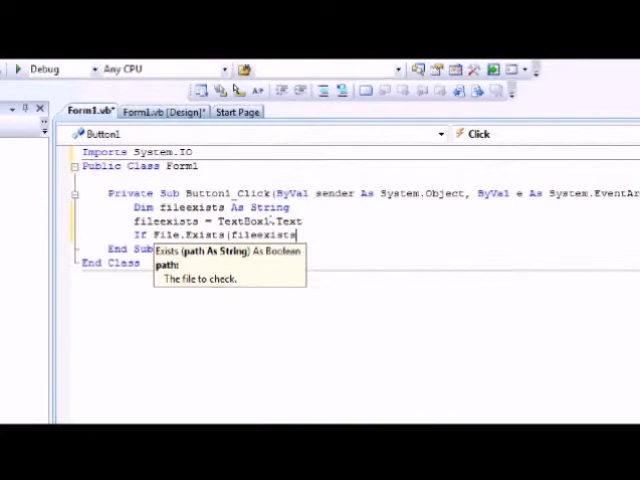 Debug Any CPU
Form1.vb* Form1.vb [Design]* Start Page
Button1 Click
Imports System.IO
Public Class Form1
Private Sub Button1_Click(ByVal sender As System.Object, ByVal e As System.EventAr
Dim fileexists As String
fileexists = TextBox1.Text
If File.Exists(fileexists
End Sub
Exists (path As String) As Boolean
End Class
path:
The file to check.